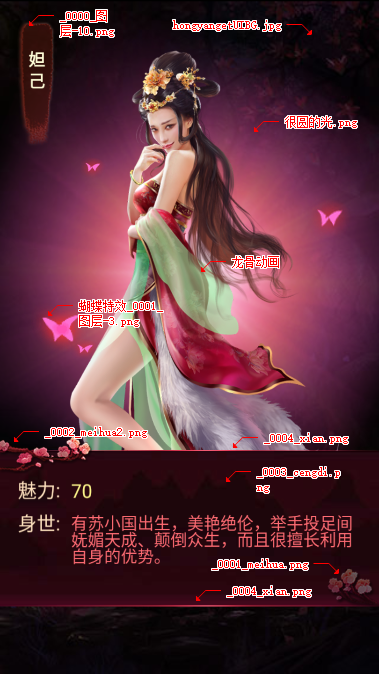 _0000_图
层-10.png
hongyangetUIBG.jpg
妲己
很圆的光.png
龙骨动画
蝴蝶特效_0001_
图层-3.png
_0002_meihua2.png
_0004_xian.png
_0003_cengdi.p
ng
魅力: 70
身世: 有苏小国出生，美艳绝伦，举手投足间
妩媚天成、颠倒众生，而且很擅长利用
自身的优势。
_0001_meihua.png
_0004_xian.png